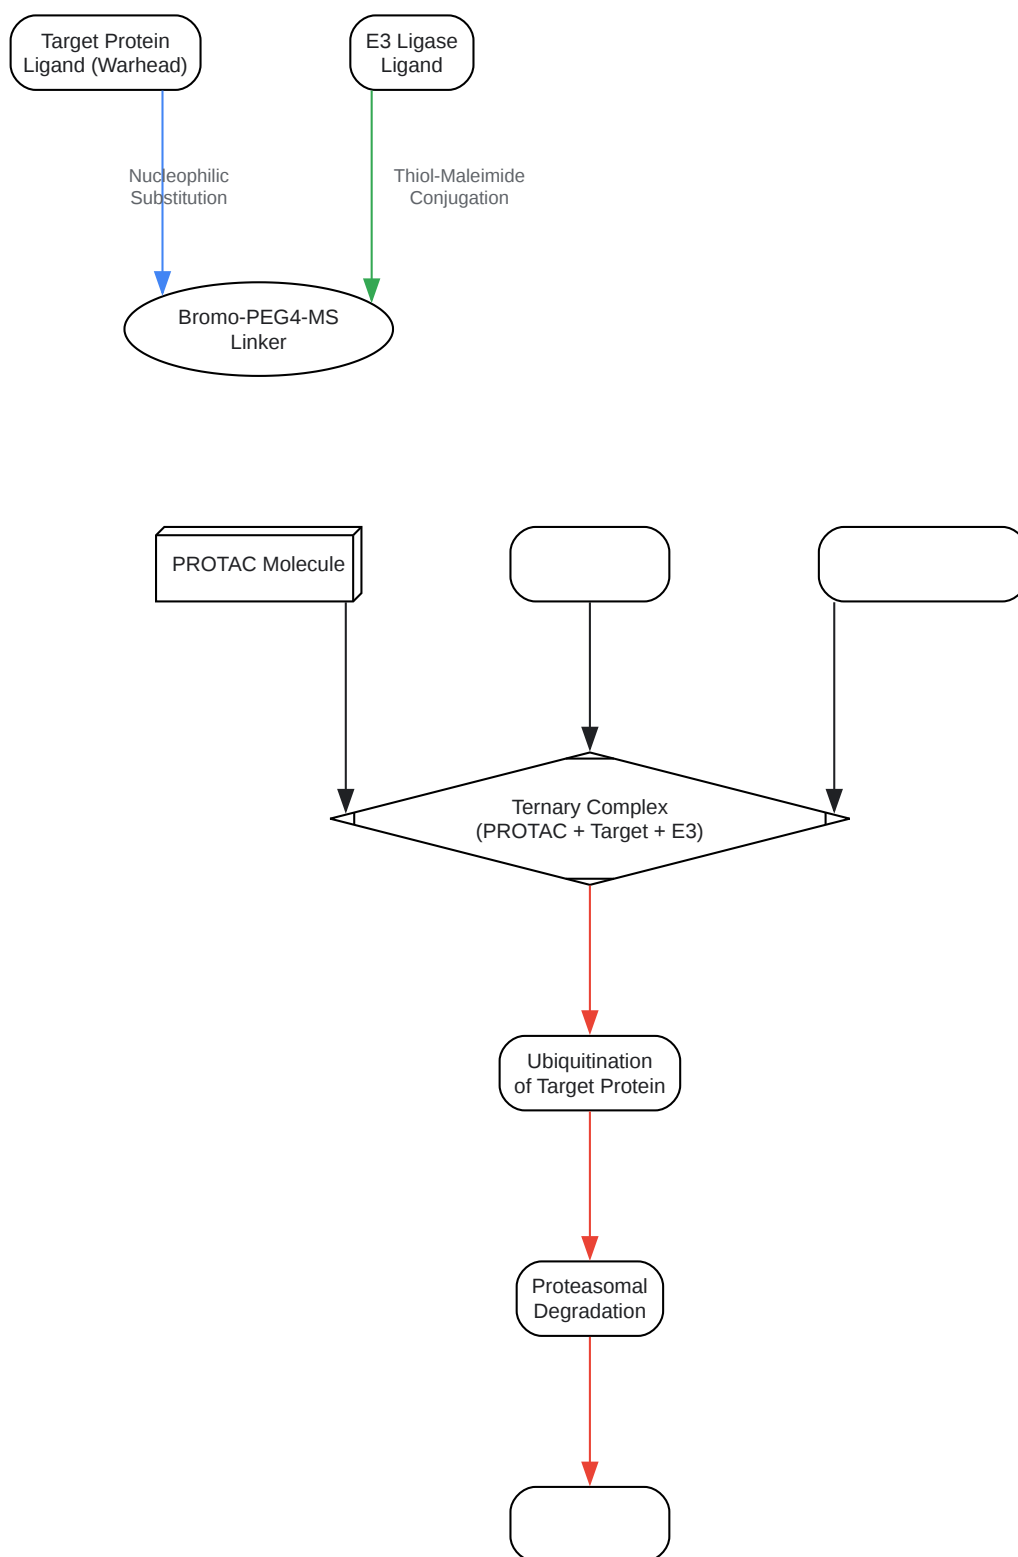 Target Protein
Ligand (Warhead)
E3 Ligase
Ligand
Nucleophilic
Substitution
Thiol-Maleimide
Conjugation
Bromo-PEG4-MS
Linker
PROTAC Molecule
Ternary Complex
(PROTAC + Target + E3)
Ubiquitination
of Target Protein
Proteasomal
Degradation